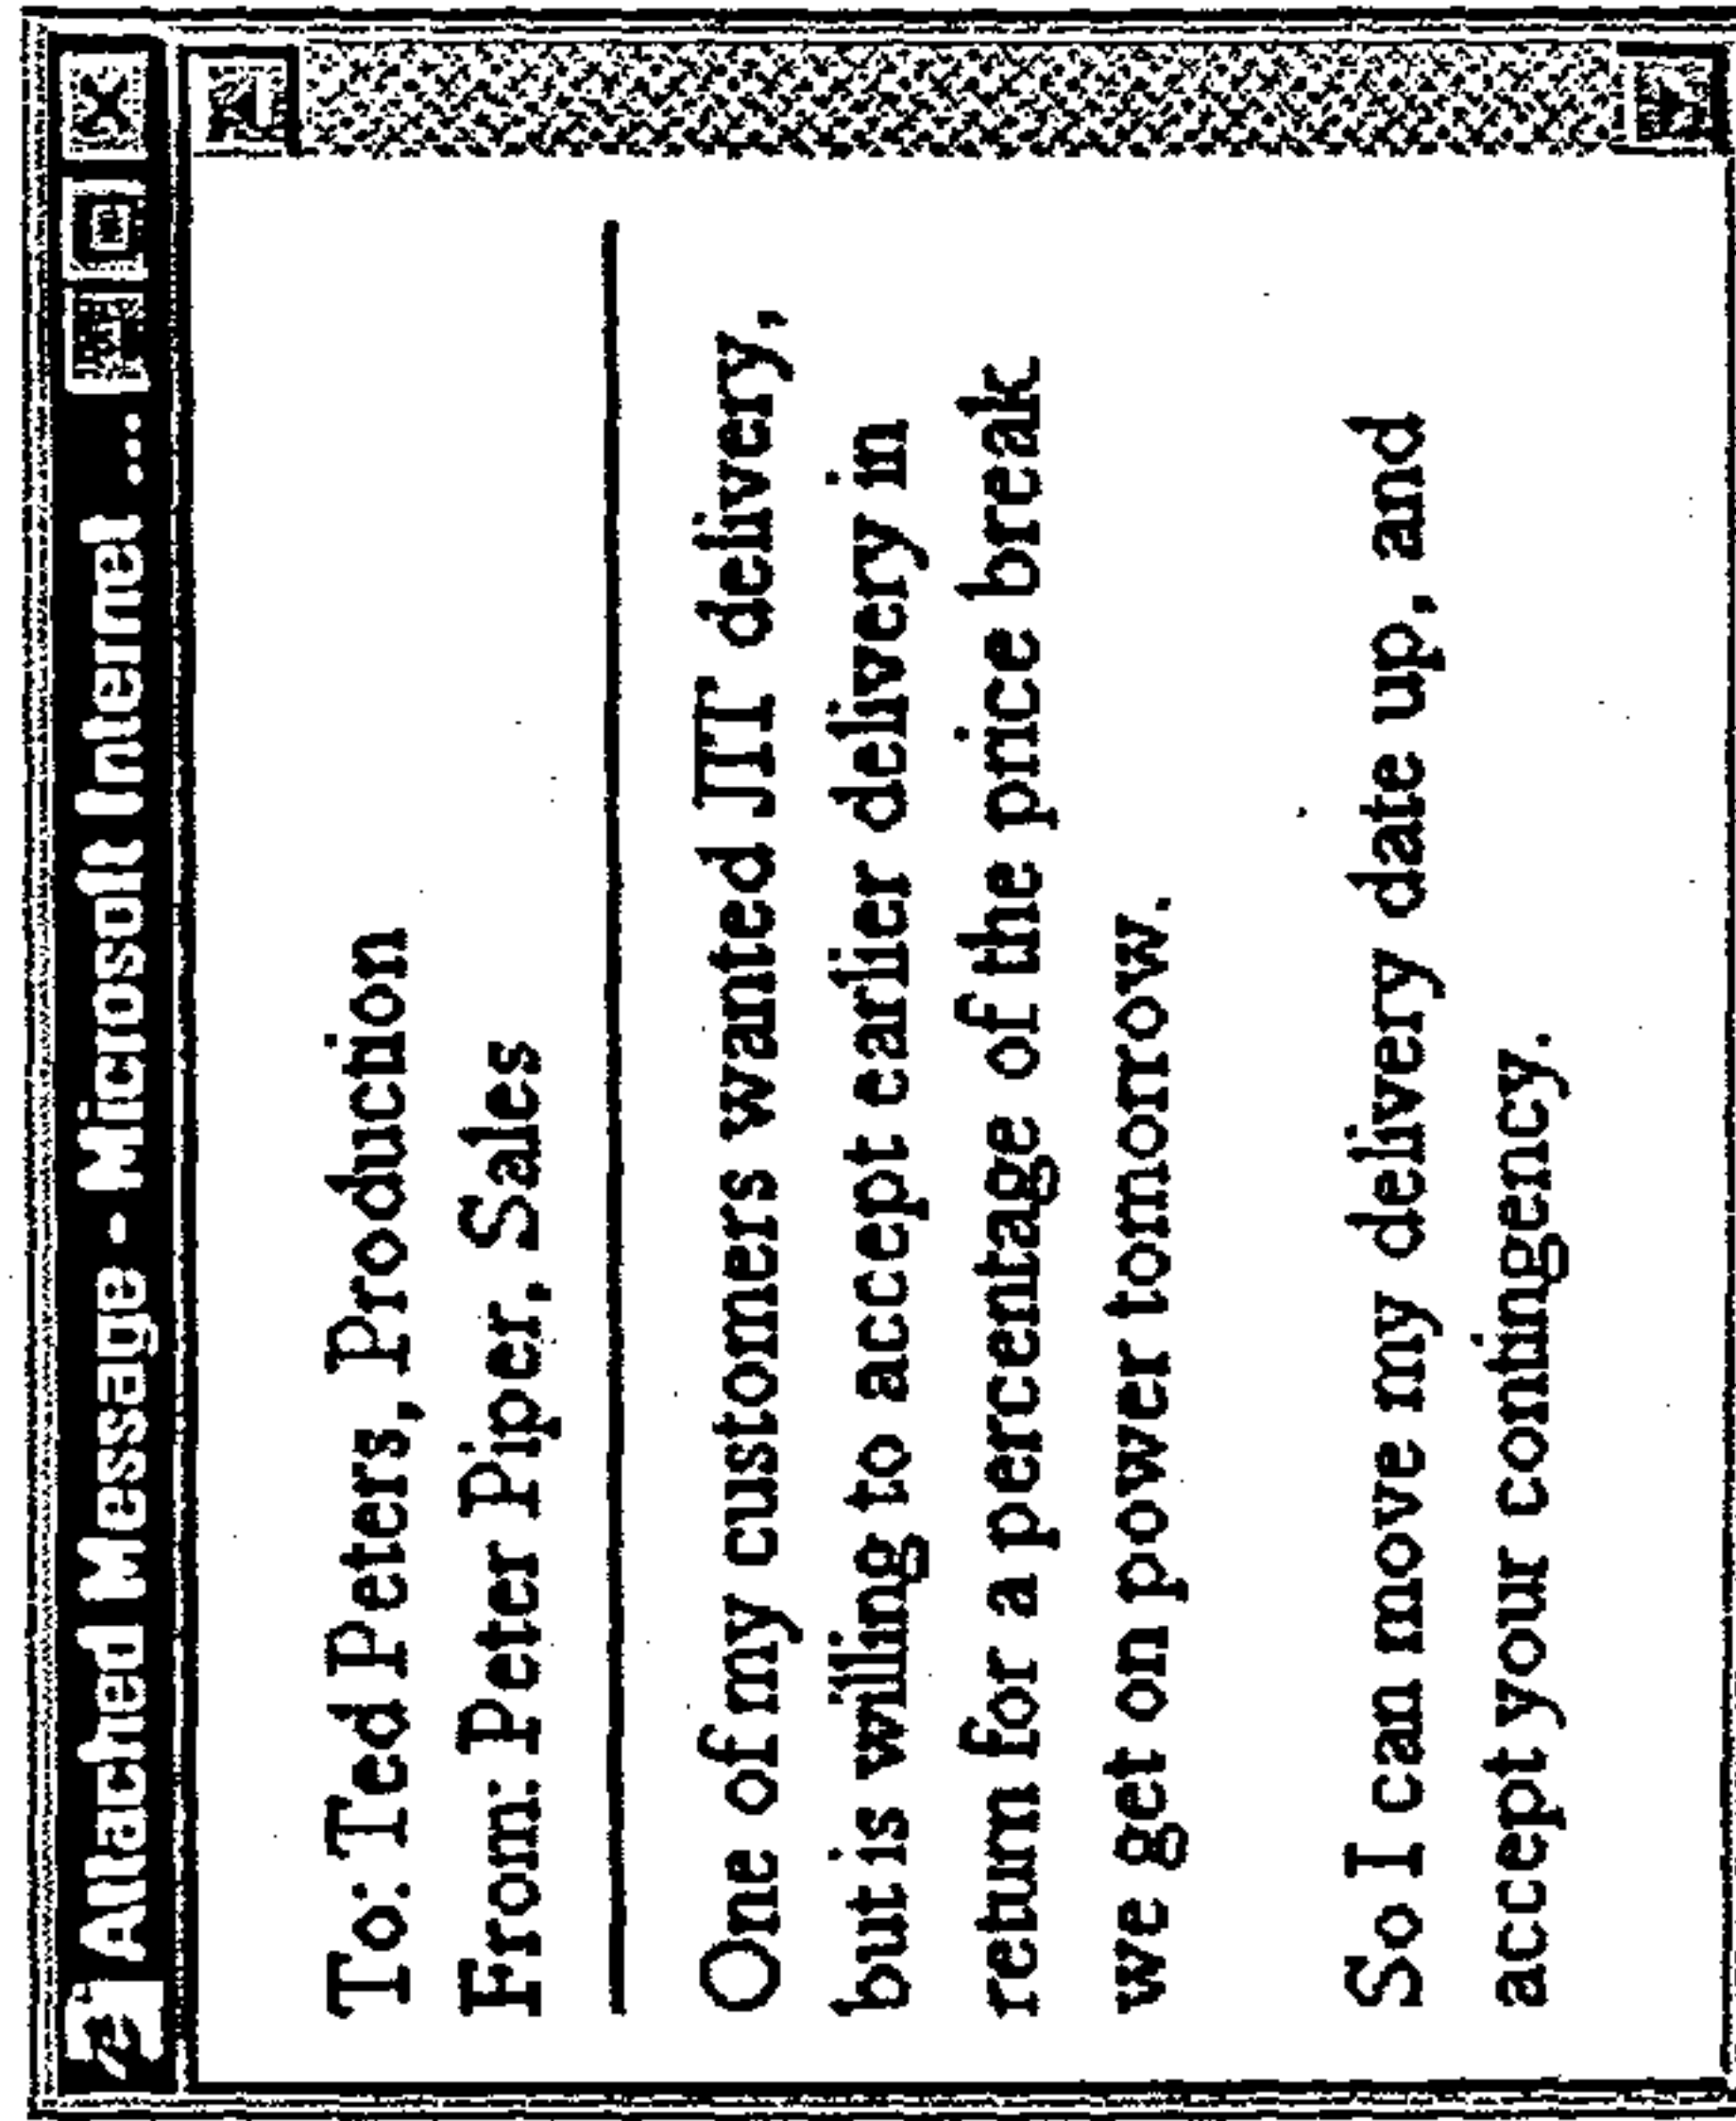 Attached Message - Microsoft Internet ...
To: Ted Peters, Production
From: Peter Piper, Sales
One of my customers wanted JIT delivery,
but is willing to accept earlier delivery in
return for a percentage of the price break
we get on power tomorrow.
So I can move my delivery date up, and
accept your contingency.